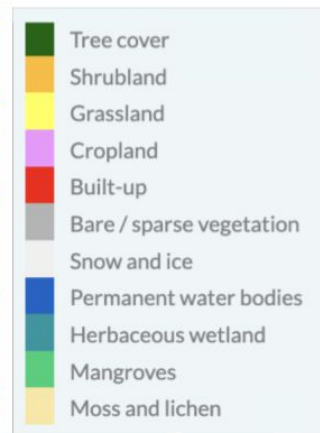 Tree cover
Shrubland
Grassland
Cropland
Built-up
Bare / sparse vegetation
Snow and ice
Permanent water bodies
Herbaceous wetland
Mangroves
Moss and lichen